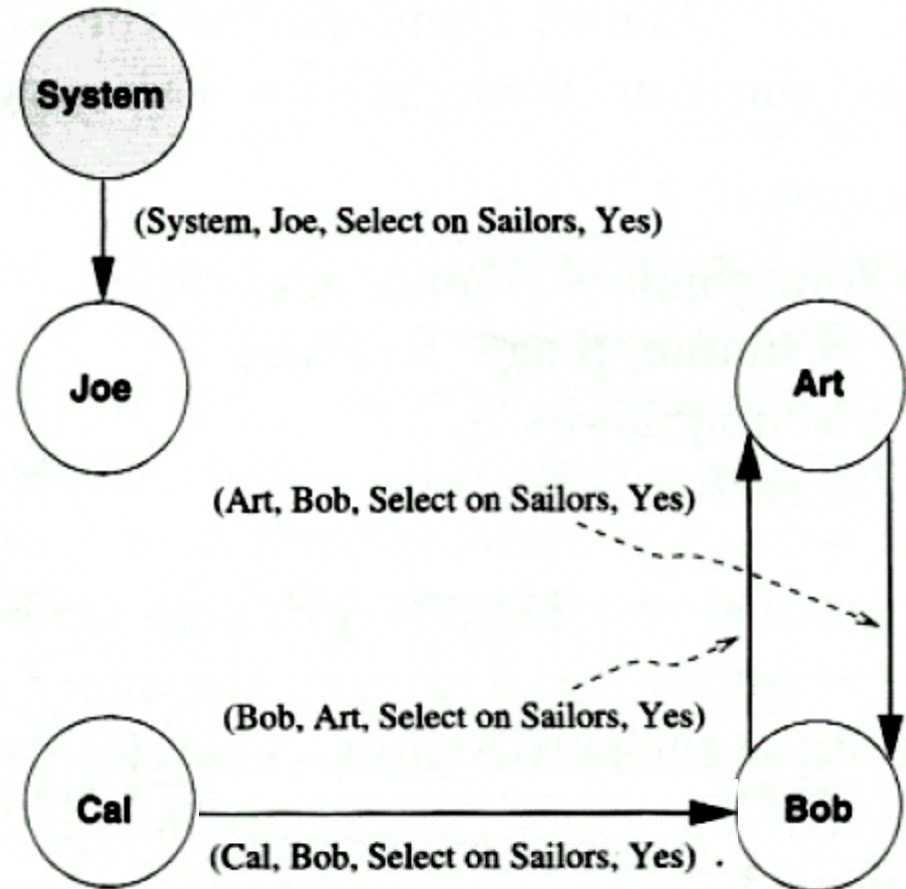 System
(System, Joe, Select on Sailors, Yes)
Joe
Art
(Art, Bob, Select on Sailors, Yes)
(Bob, Art, Select on Sailors, Yes)
Cal
Bob
(Cal, Bob, Select on Sailors, Yes) .